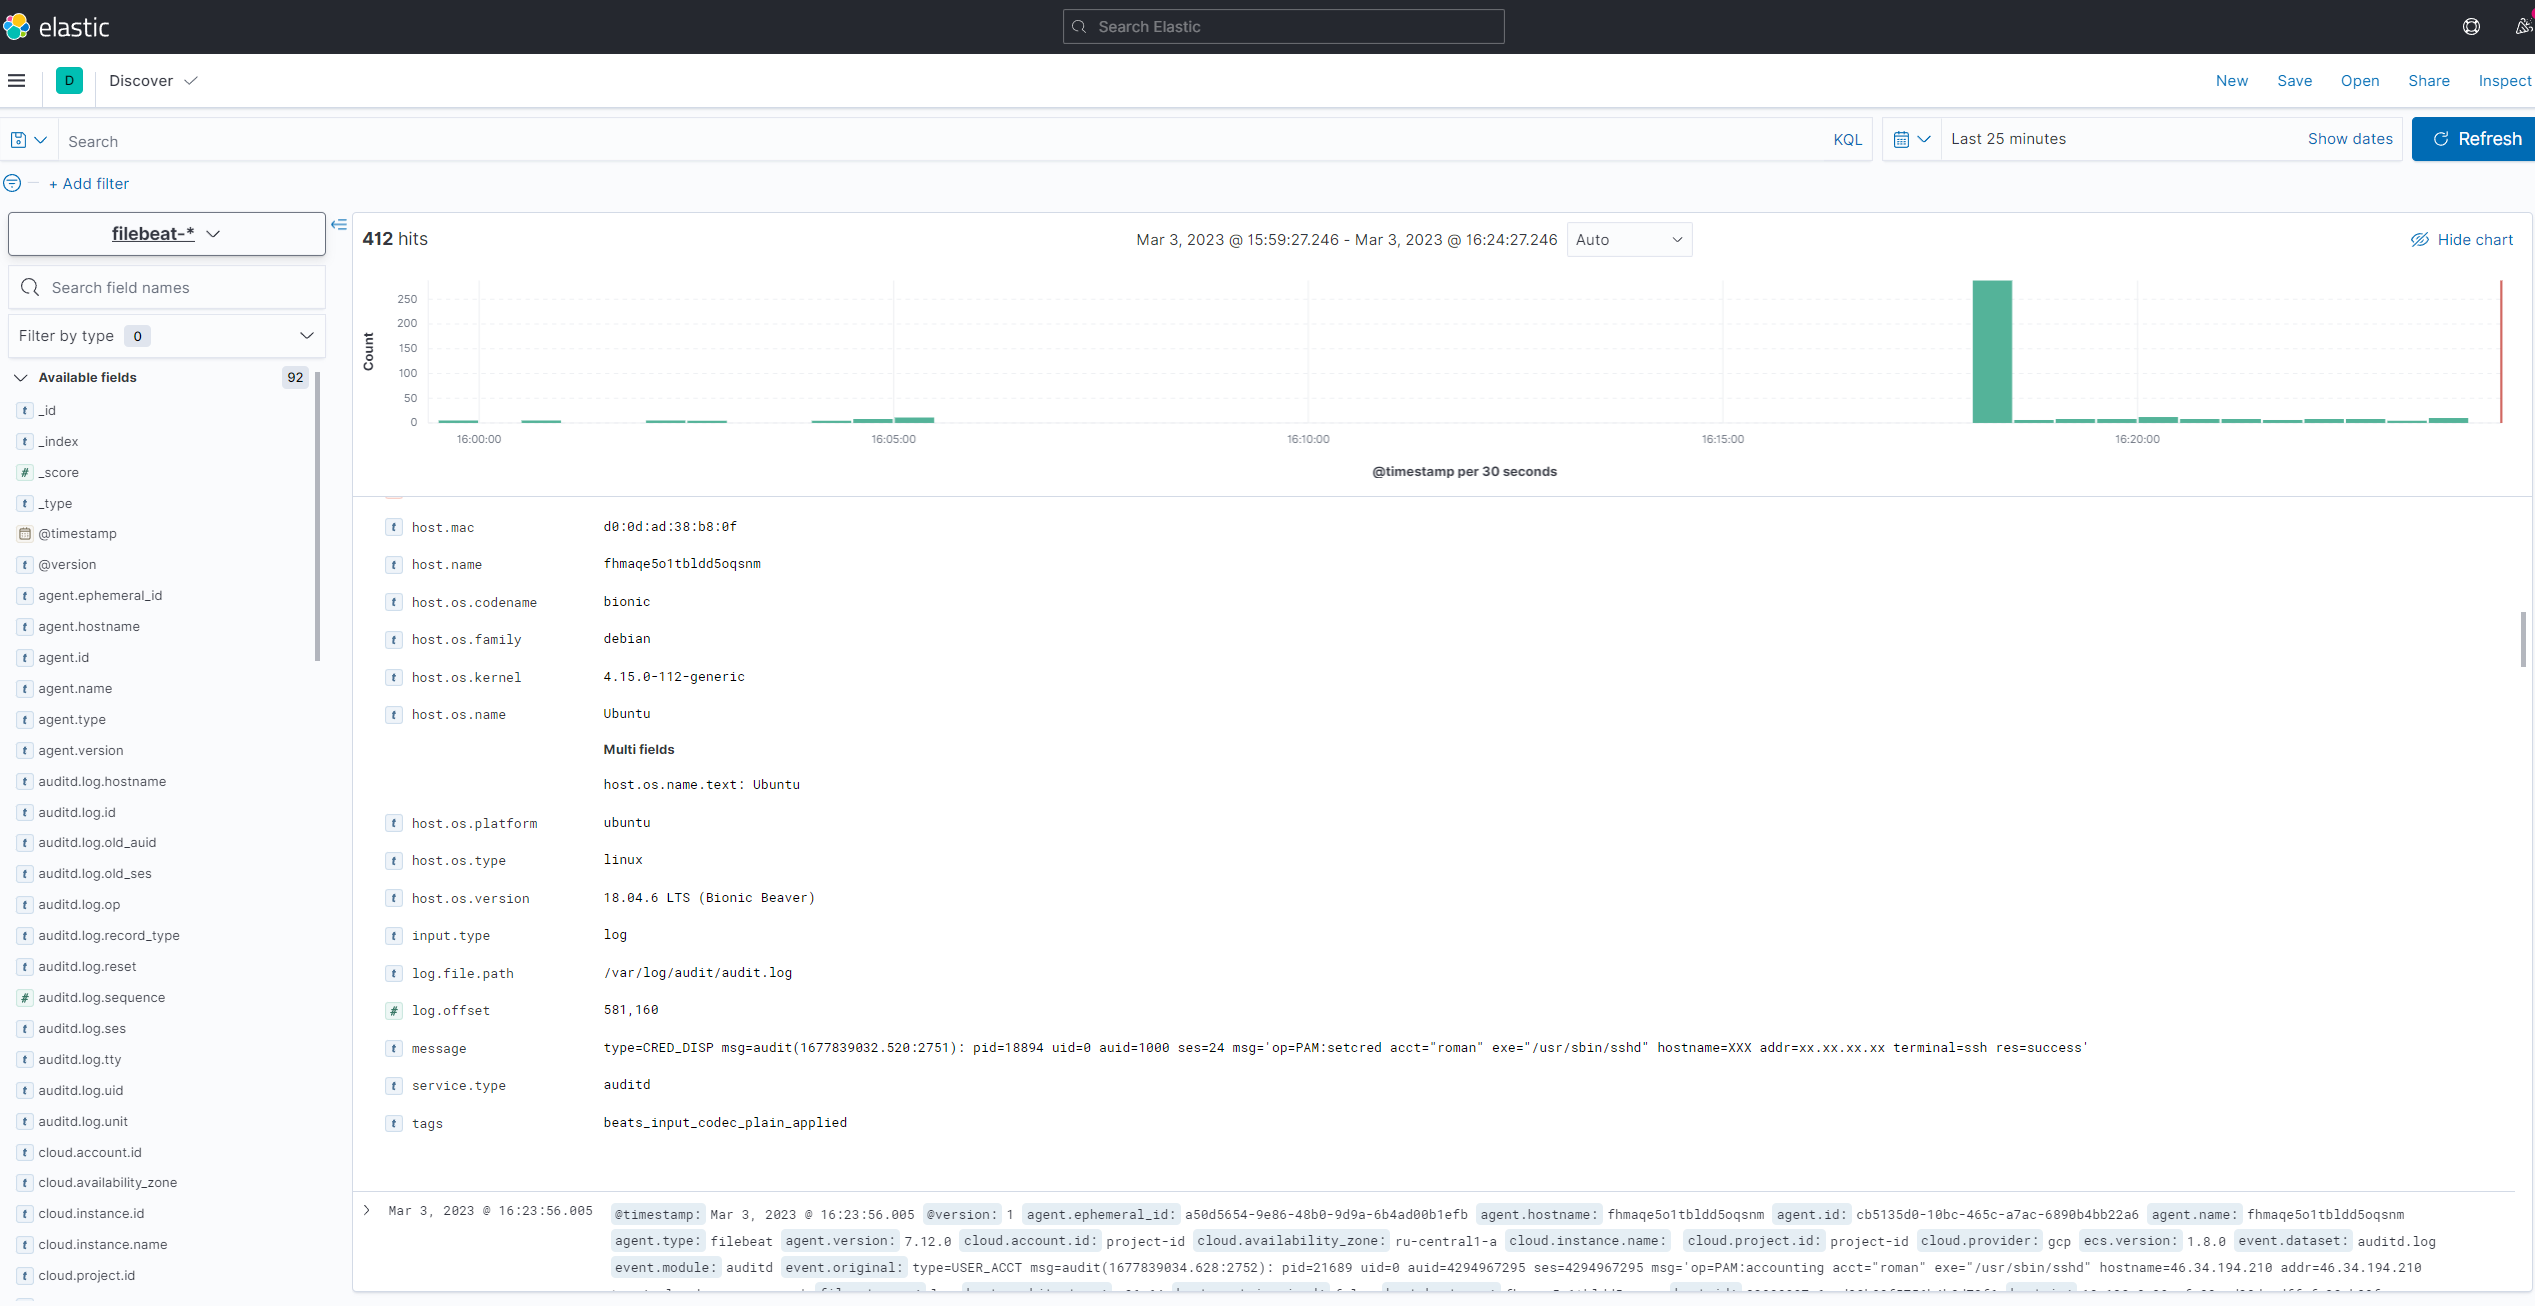 elastic
Search Elastic
D
Discover
New Save Open Share Inspect
Search
KQL
Last 25 minutes
Show dates
Refresh
+ Add filter
filebeat-*
Search field names
Filter by type 0
Available fields 92
t _id
t _index
# _score
t _type
@timestamp
t @version
t agent.ephemeral_id
t agent.hostname
t agent.id
t agent.name
t agent.type
t agent.version
t auditd.log.hostname
t auditd.log.id
t auditd.log.old_auid
t auditd.log.old_ses
t auditd.log.op
t auditd.log.record_type
t auditd.log.reset
# auditd.log.sequence
t auditd.log.ses
t auditd.log.tty
t auditd.log.uid
t auditd.log.unit
t cloud.account.id
t cloud.availability_zone
t cloud.instance.id
t cloud.instance.name
t cloud.project.id
412 hits
Mar 3, 2023 @ 15:59:27.246 - Mar 3, 2023 @ 16:24:27.246
Auto
Hide chart
Count
250
200
150
100
50
0
16:00:00 16:05:00 16:10:00 16:15:00 16:20:00
@timestamp per 30 seconds
t host.mac d0:0d:ad:38:b8:0f
t host.name fhmaqe5o1tbldd5oqsnm
t host.os.codename bionic
t host.os.family debian
t host.os.kernel 4.15.0-112-generic
t host.os.name Ubuntu
Multi fields
host.os.name.text: Ubuntu
t host.os.platform ubuntu
t host.os.type linux
t host.os.version 18.04.6 LTS (Bionic Beaver)
t input.type log
t log.file.path /var/log/audit/audit.log
# log.offset 581,160
t message type=CRED_DISP msg=audit(1677839032.520:2751): pid=18894 uid=0 auid=1000 ses=24 msg='op=PAM:setcred acct="roman" exe="/usr/sbin/sshd" hostname=XXX addr=xx.xx.xx.xx terminal=ssh res=success'
t service.type auditd
t tags beats_input_codec_plain_applied
Mar 3, 2023 @ 16:23:56.005 @timestamp: Mar 3, 2023 @ 16:23:56.005 @version: 1 agent.ephemeral_id: a50d5654-9e86-48b0-9d9a-6b4ad00b1efb agent.hostname: fhmaqe5o1tbldd5oqsnm agent.id: cb5135d0-10bc-465c-a7ac-6890b4bb22a6 agent.name: fhmaqe5o1tbldd5oqsnm
agent.type: filebeat agent.version: 7.12.0 cloud.account.id: project-id cloud.availability_zone: ru-central1-a cloud.instance.name: cloud.project.id: project-id cloud.provider: gcp ecs.version: 1.8.0 event.dataset: auditd.log
event.module: auditd event.original: type=USER_ACCT msg=audit(1677839034.628:2752): pid=21689 uid=0 auid=4294967295 ses=4294967295 msg='op=PAM:accounting acct="roman" exe="/usr/sbin/sshd" hostname=46.34.194.210 addr=46.34.194.210